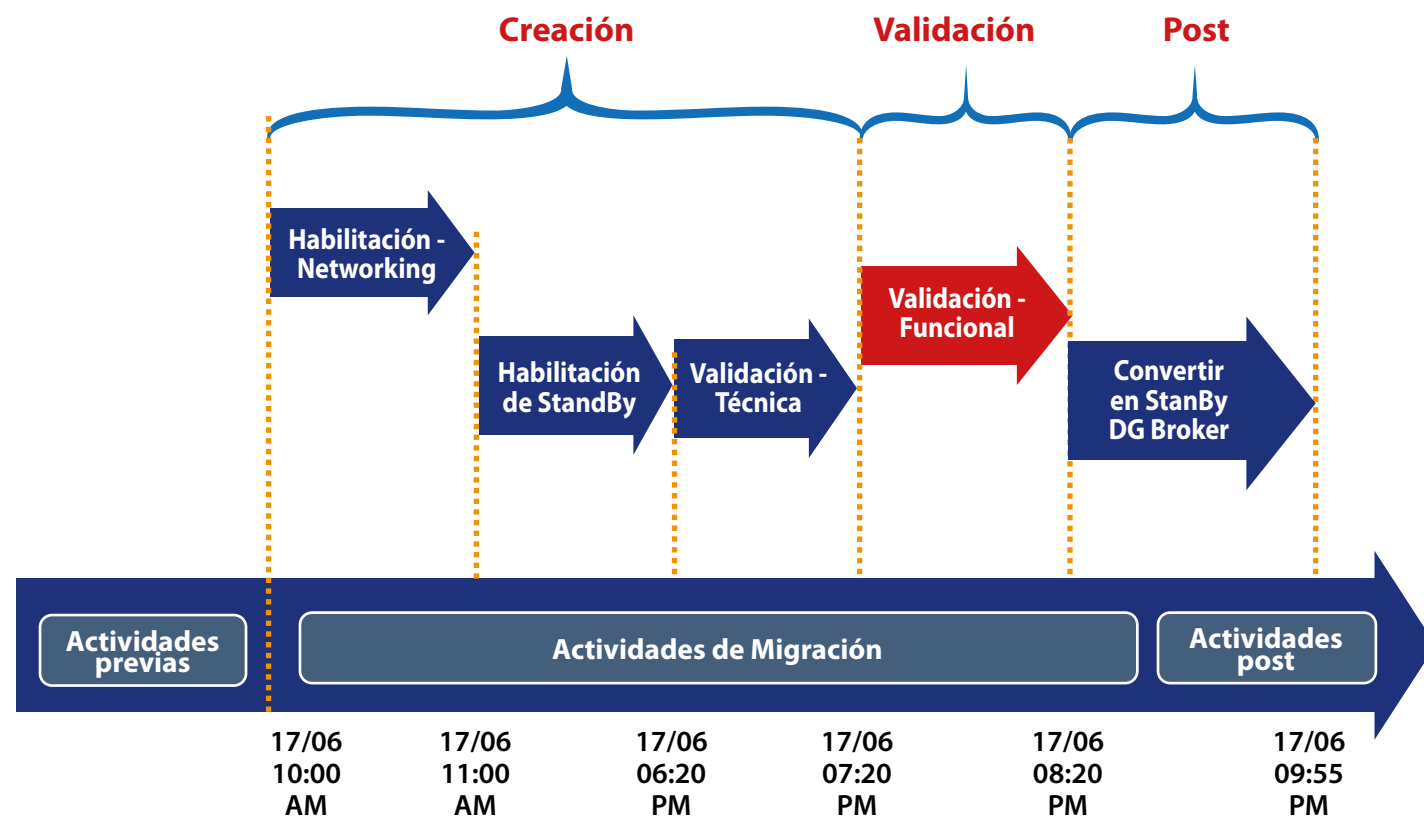 Creación
Validación
Post
Habilitación -
Networking
Habilitación
de StandBy
Validación -
Técnica
Validación -
Funcional
Convertir
en StanBy
DG Broker
Actividades
previas
Actividades de Migración
Actividades
post
17/06
10:00
AM
17/06
11:00
AM
17/06
06:20
PM
17/06
07:20
PM
17/06
08:20
PM
17/06
09:55
PM